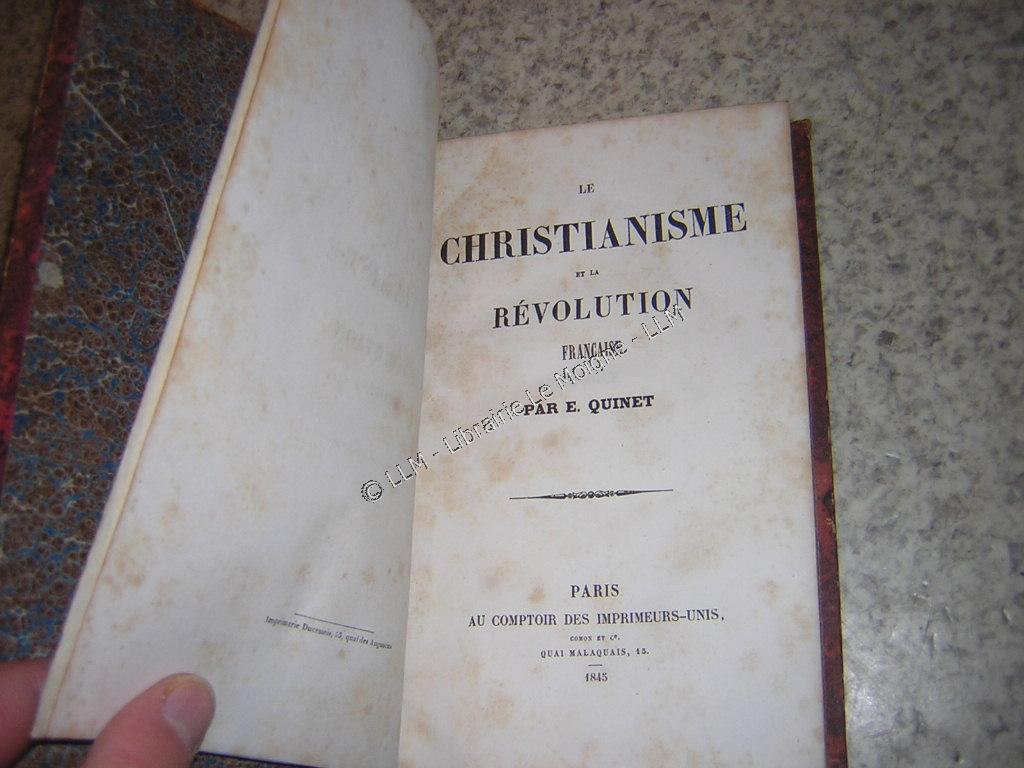 Imprimerie Ducessois, 55, quai des Augustins
LE
CHRISTIANISME
ET LA
RÉVOLUTION
FRANÇAISE
PAR E. QUINET
PARIS
AU COMPTOIR DES IMPRIMEURS-UNIS,
COMON ET Cº,
QUAI MALAQUAIS, 15.
1845
© LLM - Librairie Le Moigne - LLM